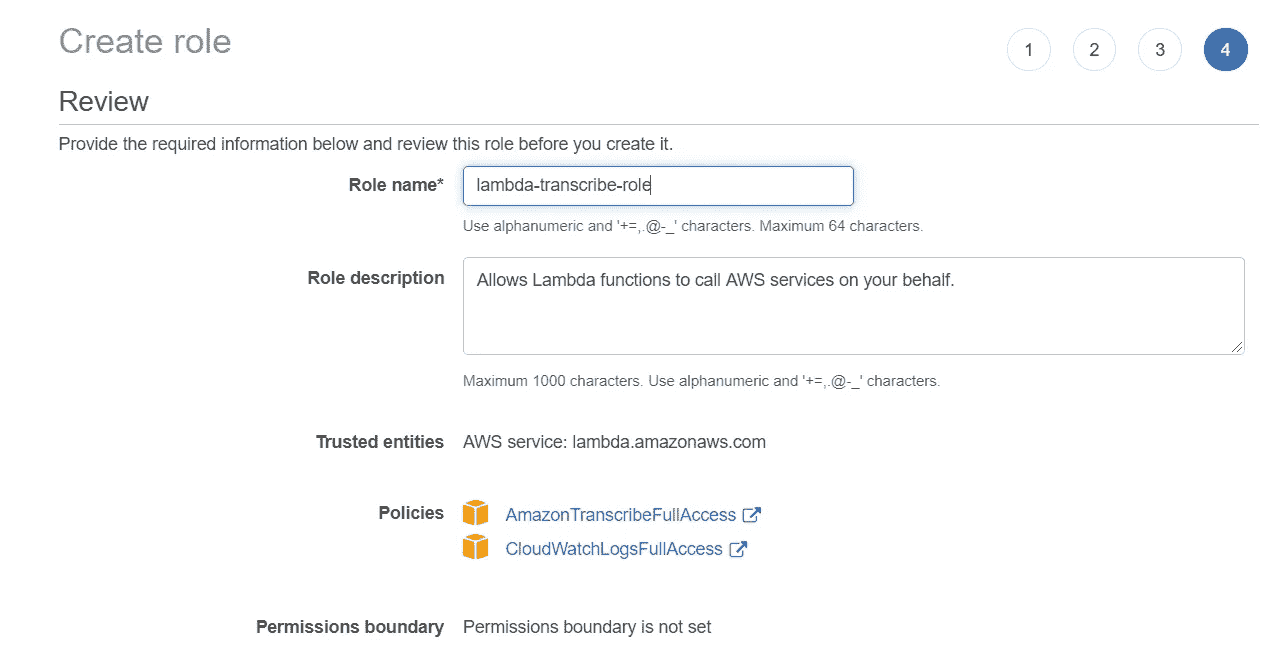 Create role
1 2 3 4
Review
Provide the required information below and review this role before you create it.
Role name* lambda-transcribe-role
Use alphanumeric and '+=,.@-_' characters. Maximum 64 characters.
Role description Allows Lambda functions to call AWS services on your behalf.
Maximum 1000 characters. Use alphanumeric and '+=,.@-_' characters.
Trusted entities AWS service: lambda.amazonaws.com
Policies AmazonTranscribeFullAccess
CloudWatchLogsFullAccess
Permissions boundary Permissions boundary is not set